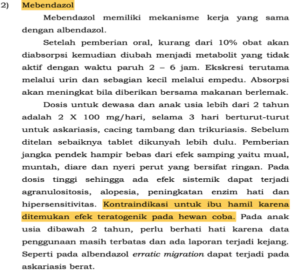 2) Mebendazol
Mebendazol memiliki mekanisme kerja yang sama
dengan albendazol.
Setelah pemberian oral, kurang dari 10% obat akan
diabsorpsi kemudian diubah menjadi metabolit yang tidak
aktif dengan waktu paruh 2 – 6 jam. Ekskresi terutama
melalui urin dan sebagian kecil melalui empedu. Absorpsi
akan meningkat bila diberikan bersama makanan berlemak.
Dosis untuk dewasa dan anak usia lebih dari 2 tahun
adalah 2 X 100 mg/hari, selama 3 hari berturut-turut
untuk askariasis, cacing tambang dan trikuriasis. Sebelum
ditelan sebaiknya tablet dikunyah lebih dulu. Pemberian
jangka pendek hampir bebas dari efek samping yaitu mual,
muntah, diare dan nyeri perut yang bersifat ringan. Pada
dosis tinggi sehingga ada efek sistemik dapat terjadi
agranulositosis, alopesia, peningkatan enzim hati dan
hipersensitivitas. Kontraindikasi untuk ibu hamil karena
ditemukan efek teratogenik pada hewan coba. Pada anak
usia dibawah 2 tahun, perlu berhati hati karena data
penggunaan masih terbatas dan ada laporan terjadi kejang.
Seperti pada albendazol erratic migration dapat terjadi pada
askariasis berat.